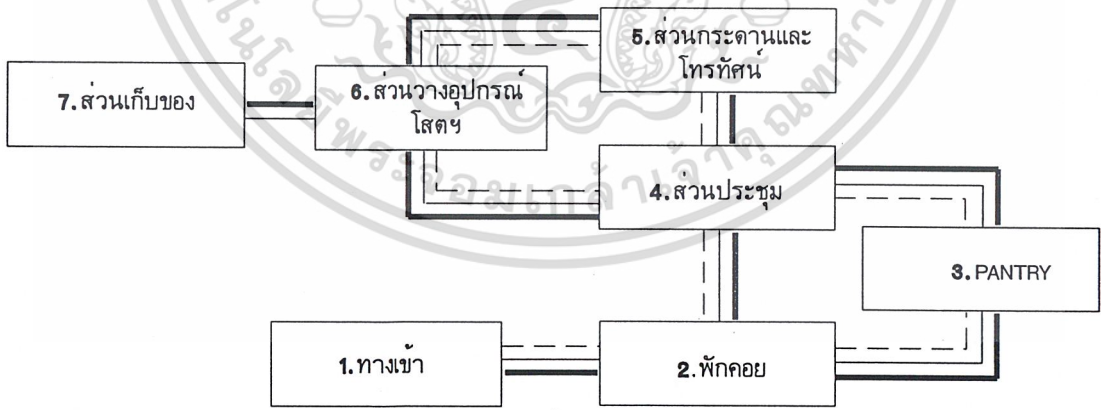 5.ส่วนกระดานและ
โทรทัศน์
7.ส่วนเก็บของ
6.ส่วนวางอุปกรณ์
โสตฯ
4.ส่วนประชุม
3.PANTRY
1.ทางเข้า
2.พักคอย